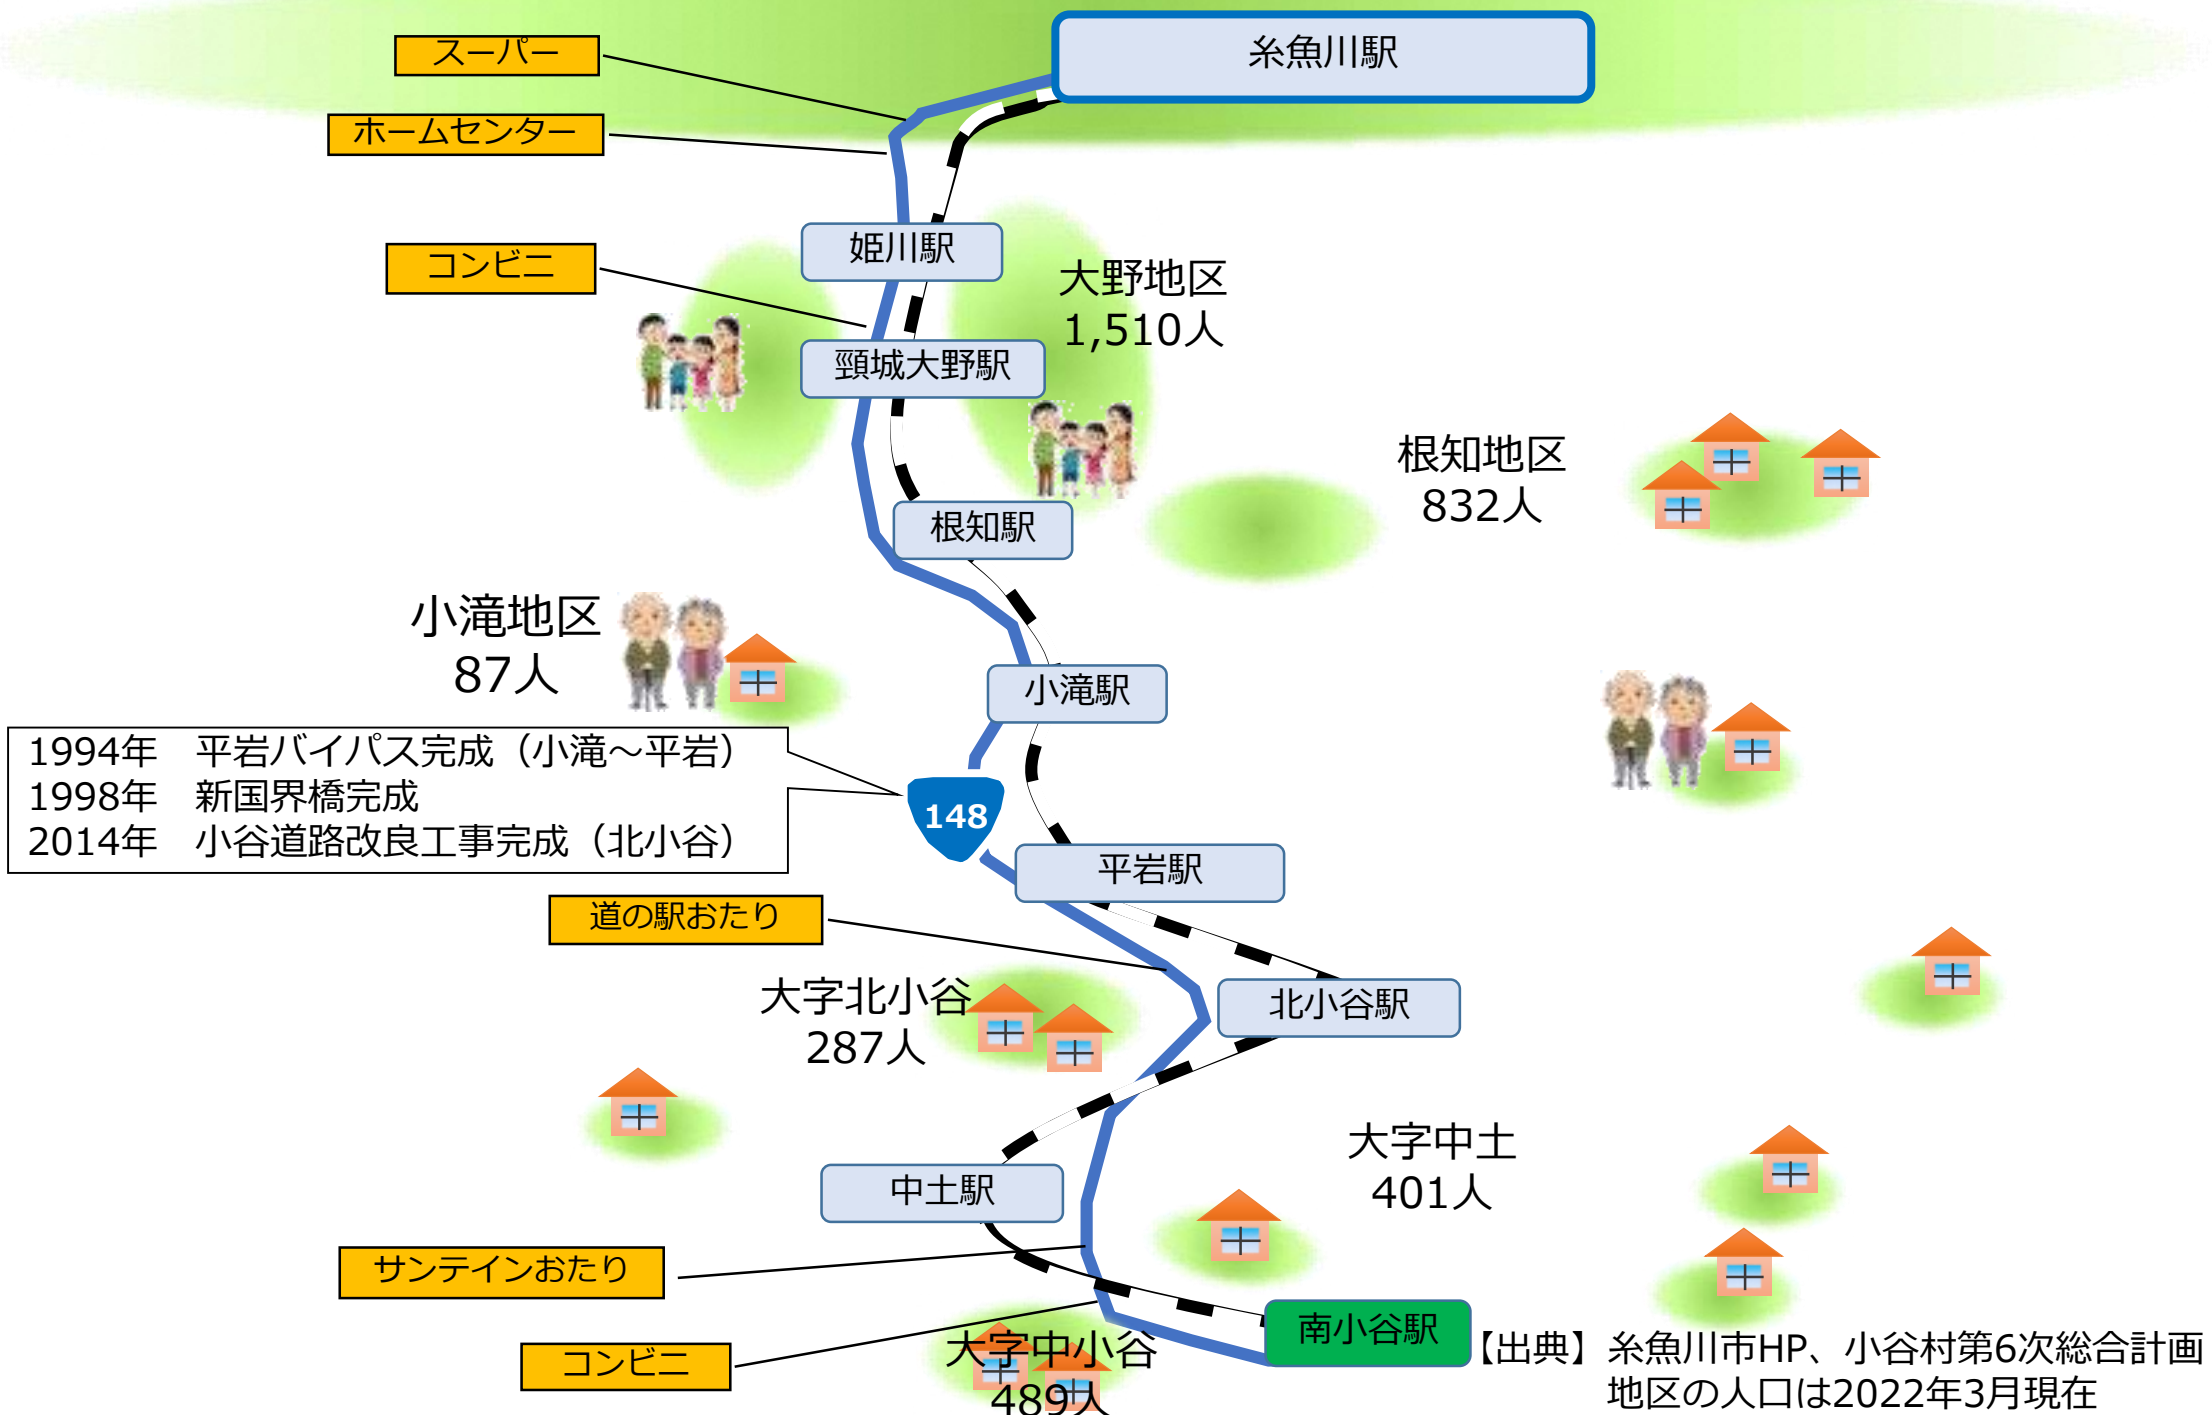 糸魚川駅
スーパー
ホームセンター
姫川駅
コンビニ
大野地区
1,510人
頸城大野駅
根知地区
832人
根知駅
小滝地区
87人
小滝駅
1994年　平岩バイパス完成（小滝～平岩）
1998年　新国界橋完成
2014年　小谷道路改良工事完成（北小谷）
148
平岩駅
道の駅おたり
大字北小谷
287人
北小谷駅
大字中土
401人
中土駅
サンテインおたり
南小谷駅
コンビニ
大字中小谷
489人
【出典】糸魚川市HP、小谷村第6次総合計画
地区の人口は2022年3月現在